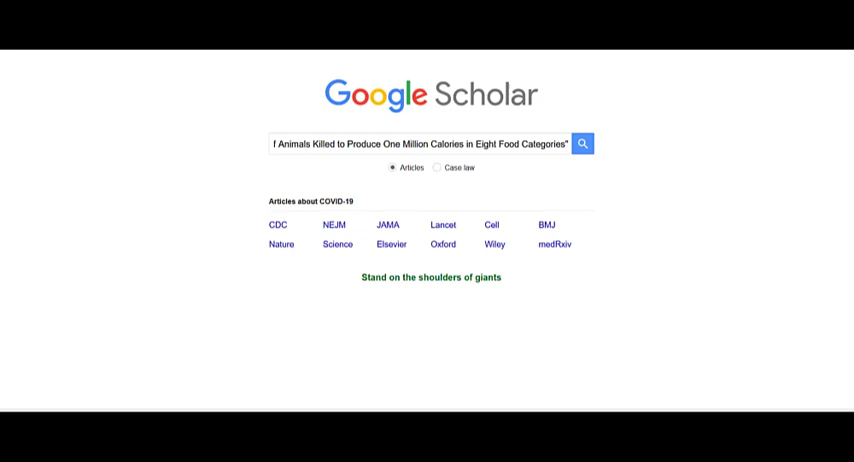 Google Scholar
f Animals Killed to Produce One Million Calories in Eight Food Categories"
Articles Case law
Articles about COVID-19
CDC NEJM JAMA Lancet Cell BMJ
Nature Science Elsevier Oxford Wiley medRxiv
Stand on the shoulders of giants